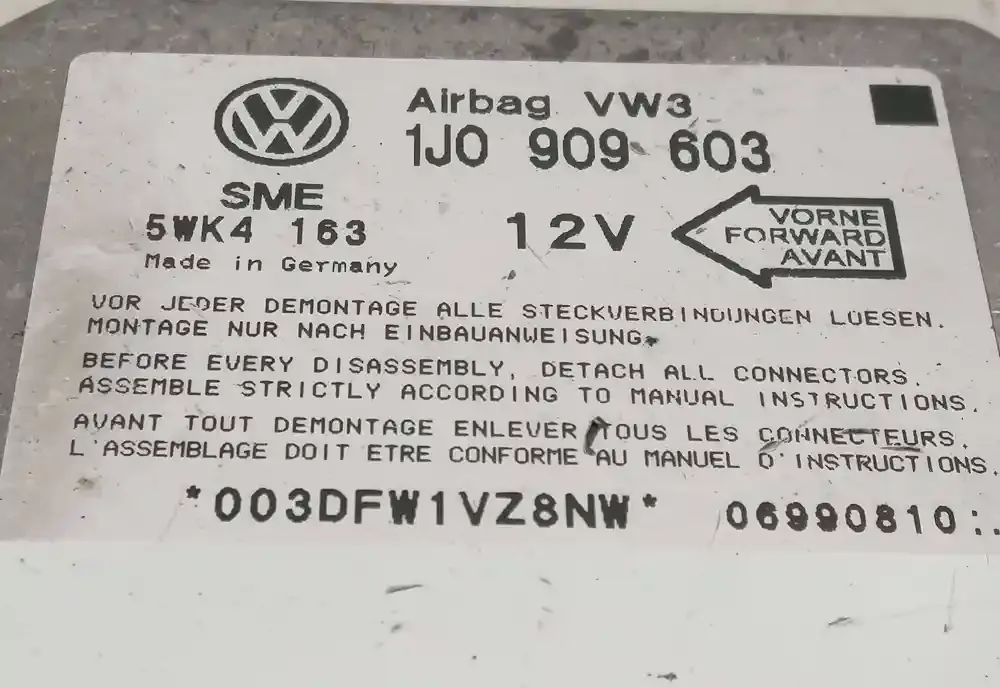 Airbag VW3
1J0 909 603
SME
5WK4 163
12V
VORNE
FORWARD
AVANT
Made in Germany
VOR JEDER DEMONTAGE ALLE STECKVERBINDUNGEN LOESEN.
MONTAGE NUR NACH EINBAUANWEISUNG.
BEFORE EVERY DISASSEMBLY, DETACH ALL CONNECTORS.
ASSEMBLE STRICTLY ACCORDING TO MANUAL INSTRUCTIONS.
AVANT TOUT DEMONTAGE ENLEVER TOUS LES CONNECTEURS.
L'ASSEMBLAGE DOIT ETRE CONFORME AU MANUEL D'INSTRUCTIONS.
*003DFW1VZ8NW* 06990810:.